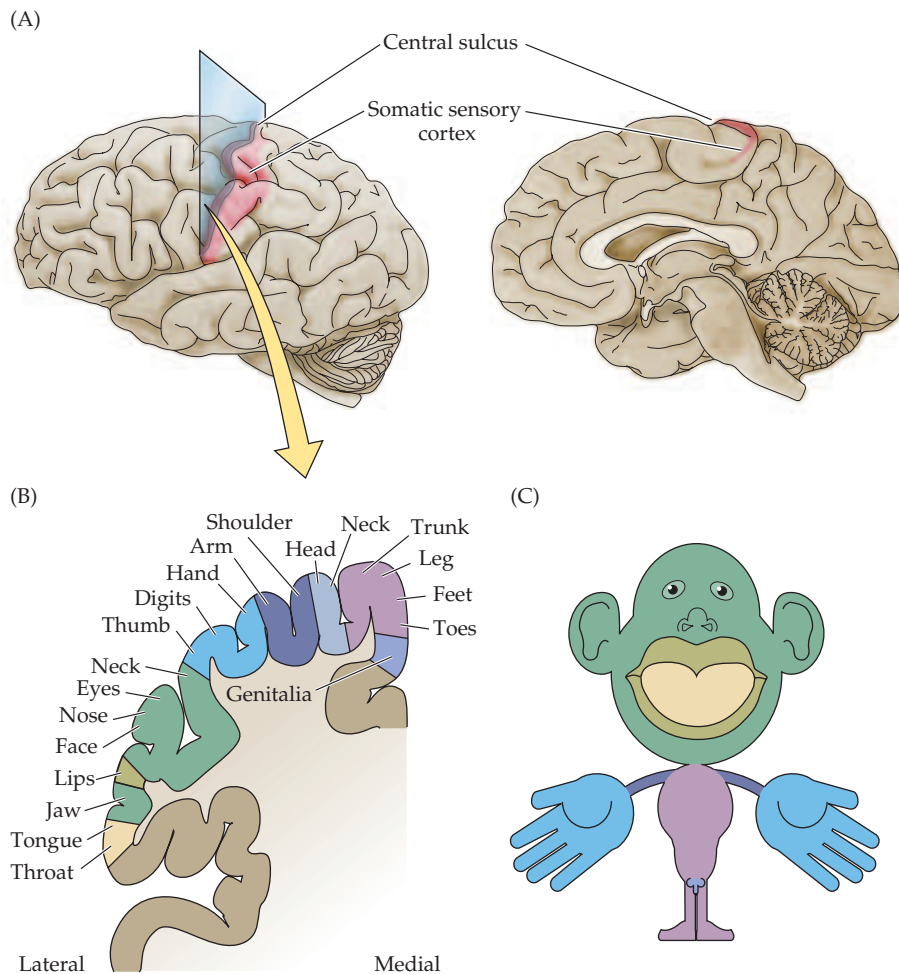 (A)
Central sulcus
Somatic sensory
cortex
(B)
Shoulder
Arm
Hand
Digits
Thumb
Neck
Eyes
Nose
Face
Lips
Jaw
Tongue
Throat
Head
Neck
Trunk
Leg
Feet
Toes
Genitalia
Lateral
Medial
(C)